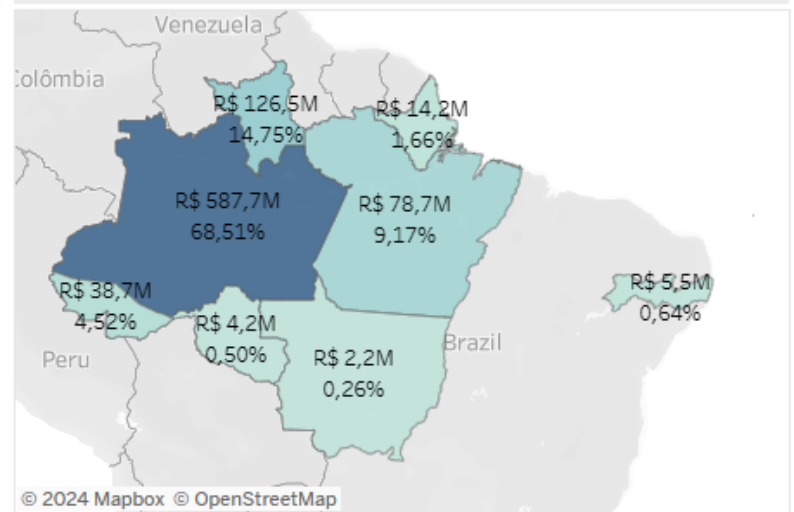 Venezuela
Colômbia
R$ 126,5M
14,75%
R$ 14,2M
1,66%
R$ 587,7M
68,51%
R$ 78,7M
9,17%
R$ 38,7M
4,52%
R$ 4,2M
0,50%
R$ 5,5M
0,64%
Peru
R$ 2,2M
0,26%
Brazil
© 2024 Mapbox © OpenStreetMap